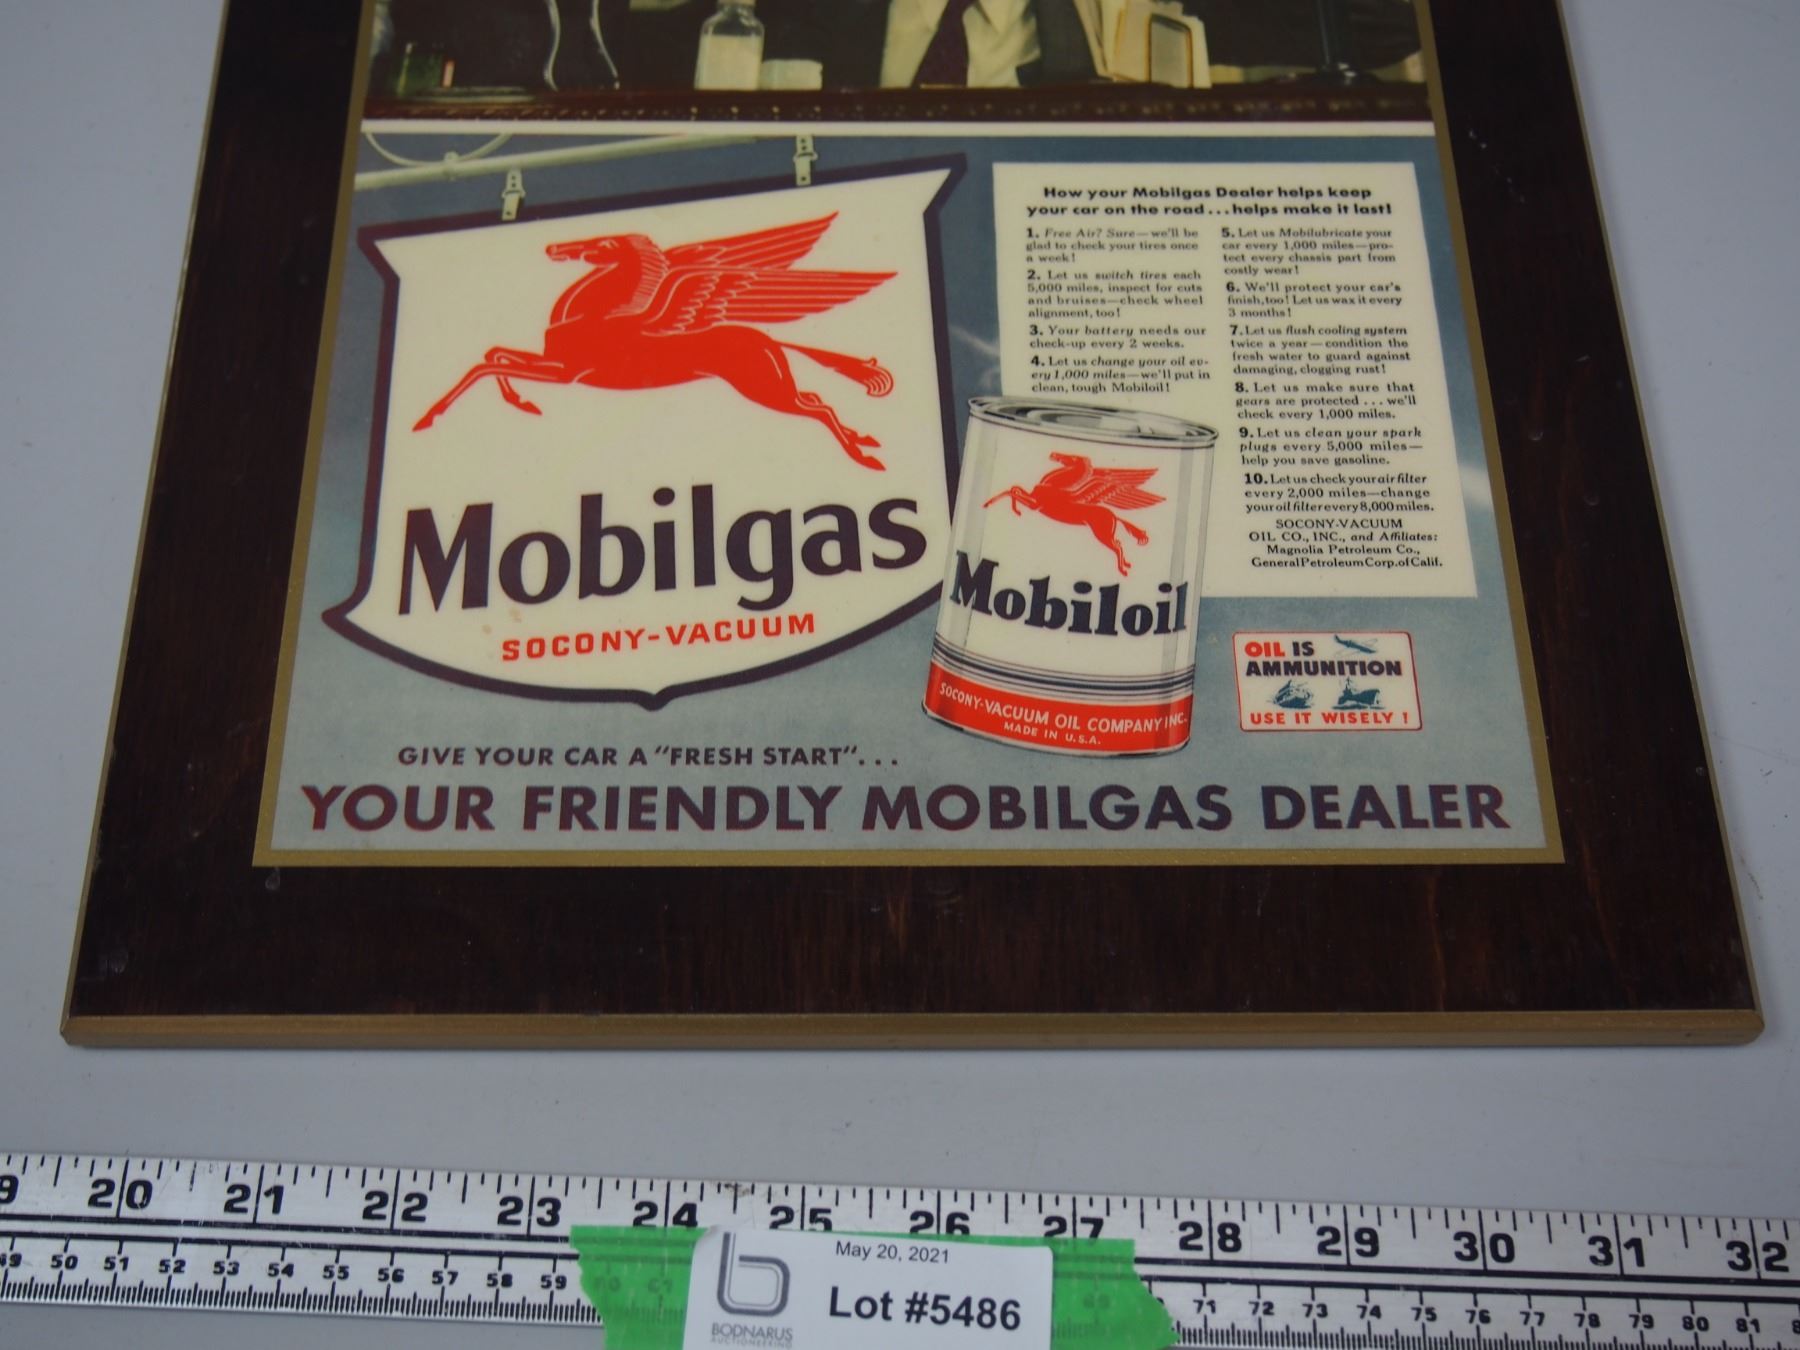 How your Mobilgas Dealer helps keep
your car on the road...helps make it last!
1. Free Air? Sure—we'll be
glad to check your tires once
a week!
2. Let us switch tires each
5,000 miles, inspect for cuts
and bruises—check wheel
alignment, too!
3. Your battery needs our
check-up every 2 weeks.
4. Let us change your oil ev-
ery 1,000 miles—we'll put in
clean, tough Mobiloil!
5. Let us Mobilubricate your
car every 1,000 miles—pro-
tect every chassis part from
costly wear!
6. We'll protect your car's
finish, too! Let us wax it every
3 months!
7. Let us flush cooling system
twice a year—condition the
fresh water to guard against
damaging, clogging rust!
8. Let us make sure that
gears are protected...we'll
check every 1,000 miles.
9. Let us clean your spark
plugs every 5,000 miles—
help you save gasoline.
10. Let us check your air filter
every 2,000 miles—change
your oil filter every 8,000 miles.
SOCONY-VACUUM
OIL CO., INC., and Affiliates:
Magnolia Petroleum Co.,
General Petroleum Corp. of Calif.
Mobilgas
SOCONY-VACUUM
Mobiloil
SOCONY-VACUUM OIL COMPANY INC.
MADE IN U.S.A.
OIL IS
AMMUNITION
USE IT WISELY!
GIVE YOUR CAR A "FRESH START"...
YOUR FRIENDLY MOBILGAS DEALER
9 20 21 22 23 24 25 26 27 28 29 30 31 32
49 50 51 52 53 54 55 56 57 58 59 60 61 69 71 72 73 74 75 76 77 78 79 80 81
May 20, 2021
Lot #5486
BODNARUS
AUCTIONEERING